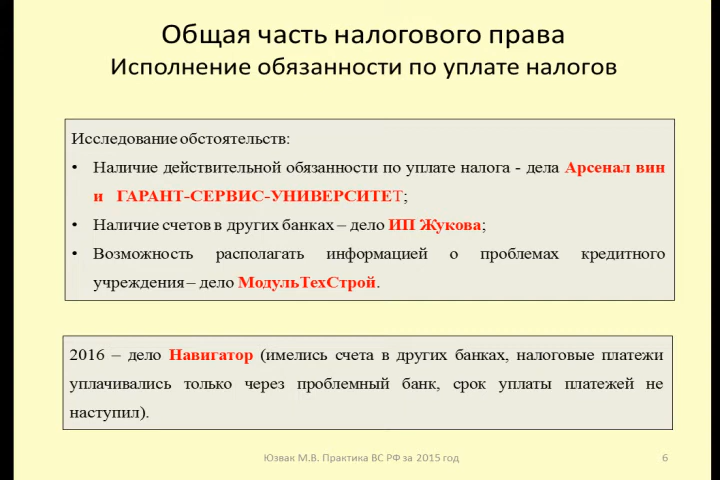 Общая часть налогового права
Исполнение обязанности по уплате налогов
Исследование обстоятельств:
• Наличие действительной обязанности по уплате налога - дела Арсенал вин
и ГАРАНТ-СЕРВИС-УНИВЕРСИТЕТ;
• Наличие счетов в других банках – дело ИП Жукова;
• Возможность располагать информацией о проблемах кредитного
учреждения – дело МодульТехСтрой.
2016 – дело Навигатор (имелись счета в других банках, налоговые платежи
уплачивались только через проблемный банк, срок уплаты платежей не
наступил).
Юзвак М.В. Практика ВС РФ за 2015 год
6